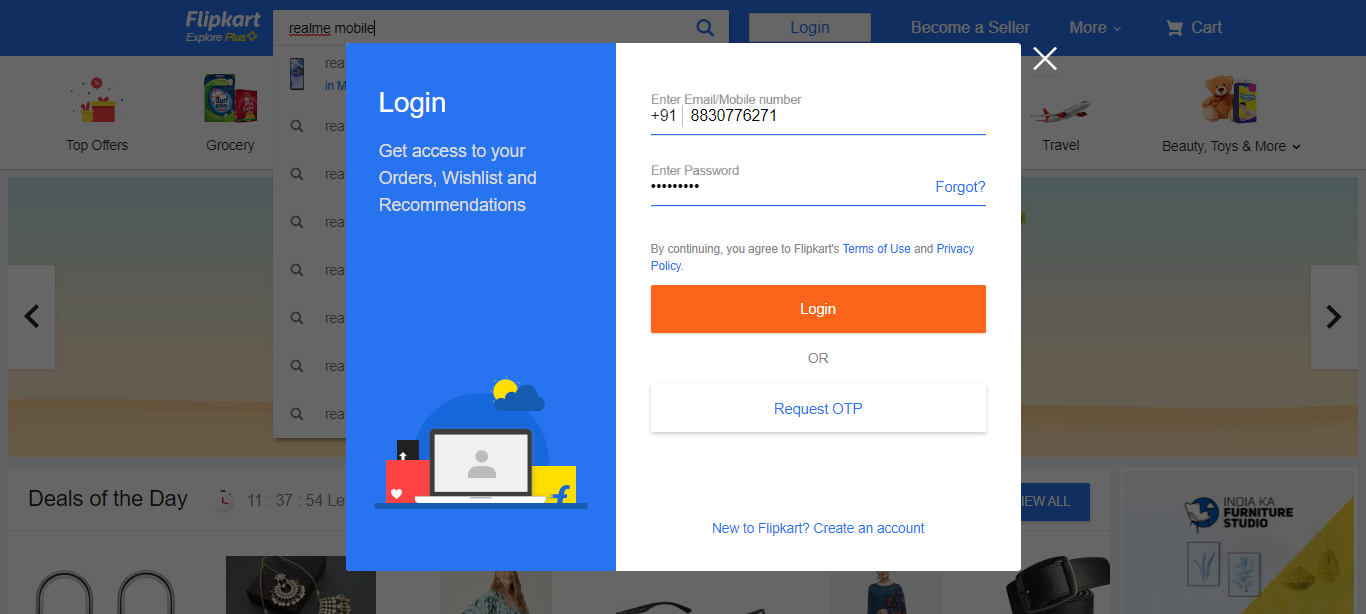 Flipkart
Explore Plus
realme mobile
Login
Become a Seller
More
Cart
Top Offers
Grocery
Travel
Beauty, Toys & More
rea
in M
rea
rea
rea
rea
rea
rea
rea
Login
Get access to your
Orders, Wishlist and
Recommendations
Enter Email/Mobile number
+91 8830776271
Enter Password
Forgot?
By continuing, you agree to Flipkart's Terms of Use and Privacy
Policy.
Login
OR
Request OTP
New to Flipkart? Create an account
Deals of the Day
11 : 37 : 54 Le
IEW ALL
INDIA KA
FURNITURE
STUDIO